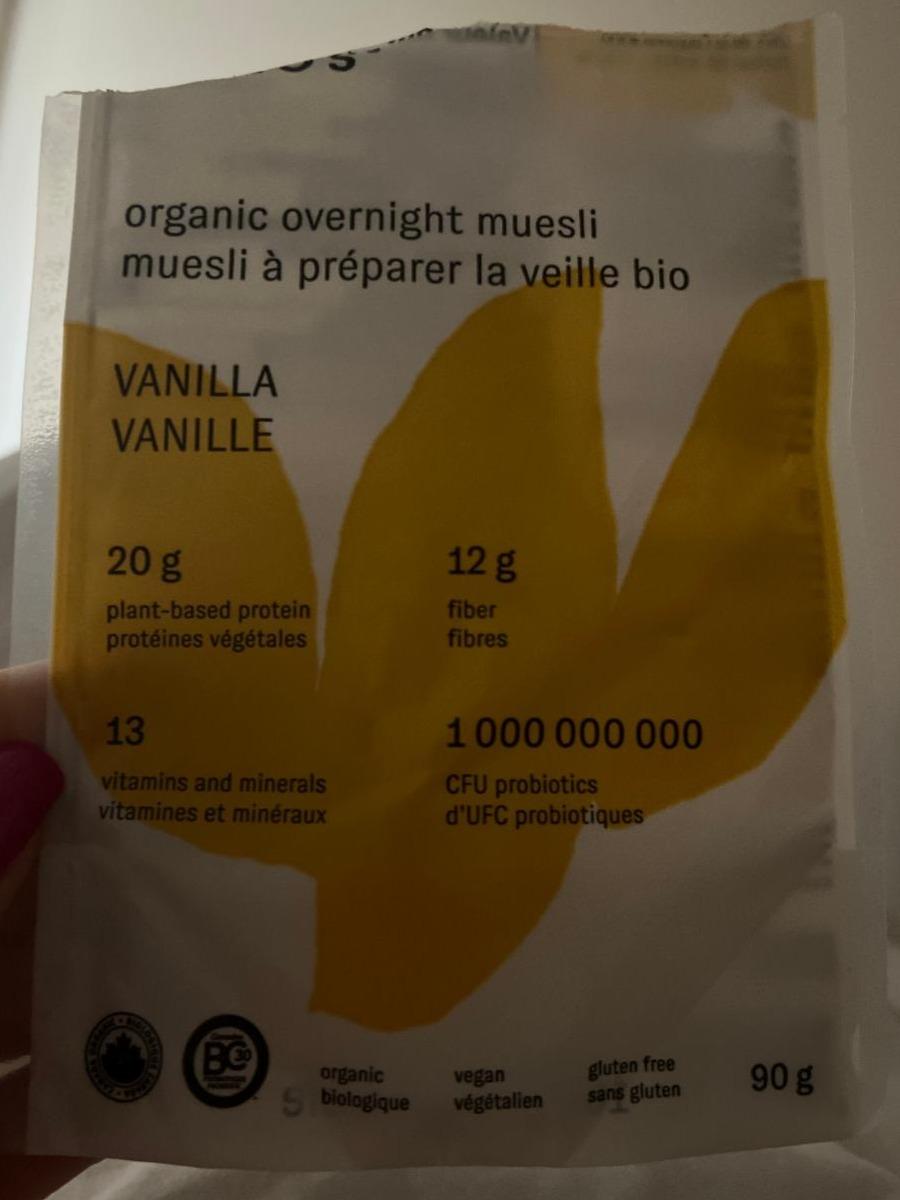 organic overnight muesli
muesli à préparer la veille bio
VANILLA
VANILLE
20 g
plant-based protein
protéines végétales
12 g
fiber
fibres
13
vitamins and minerals
vitamines et minéraux
1 000 000 000
CFU probiotics
d'UFC probiotiques
BC30
organic
biologique
vegan
végétalien
gluten free
sans gluten
90 g